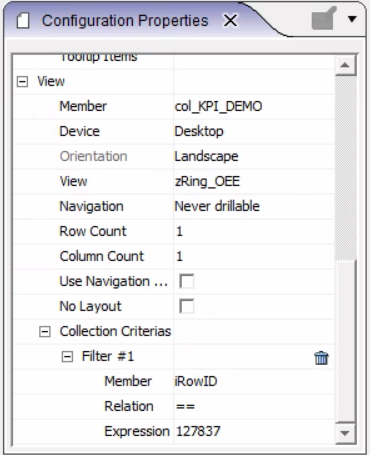 Configuration Properties X
Tooltip Items
View
Member col_KPI_DEMO
Device Desktop
Orientation Landscape
View zRing_OEE
Navigation Never drillable
Row Count 1
Column Count 1
Use Navigation ...
No Layout
Collection Criterias
Filter #1
Member iRowID
Relation ==
Expression 127837